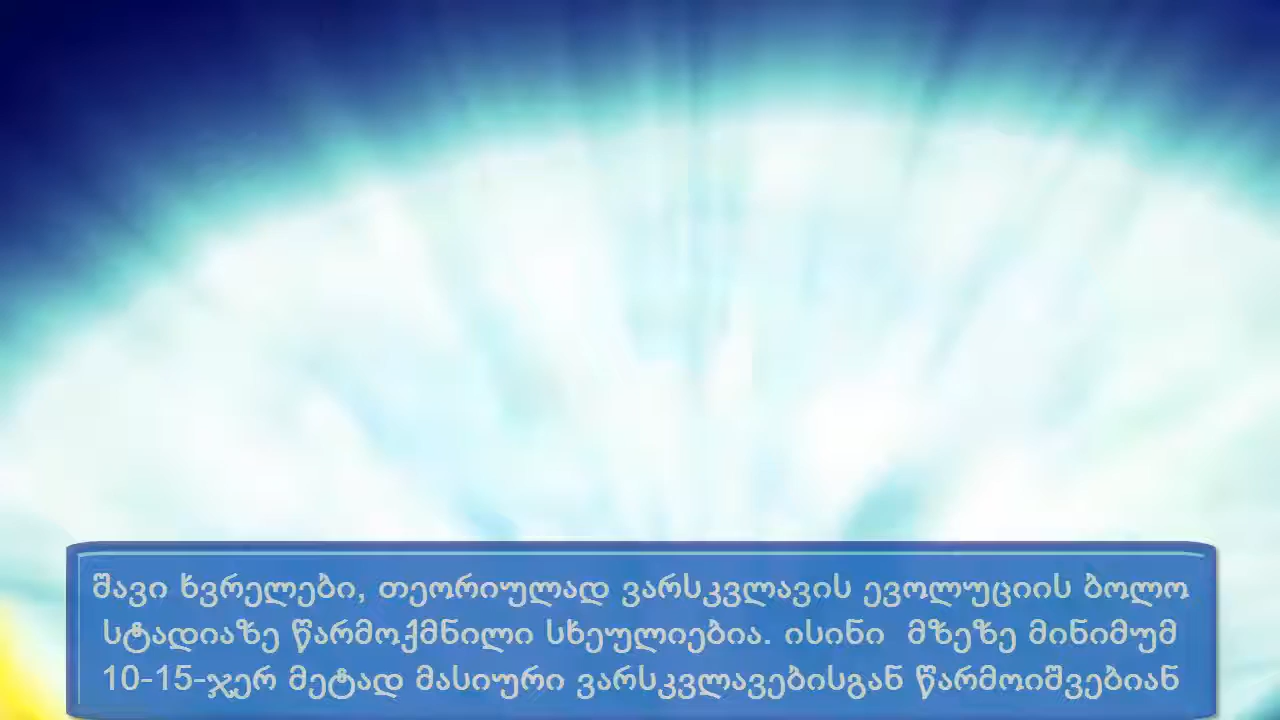 შავი ხვრელები, თეორიულად ვარსკვლავის ევოლუციის ბოლო
სტადიაზე წარმოქმნილი სხეულიებია. ისინი  მზეზე მინიმუმ
10-15-ჯერ მეტად მასიური ვარსკვლავებისგან წარმოიშვებიან